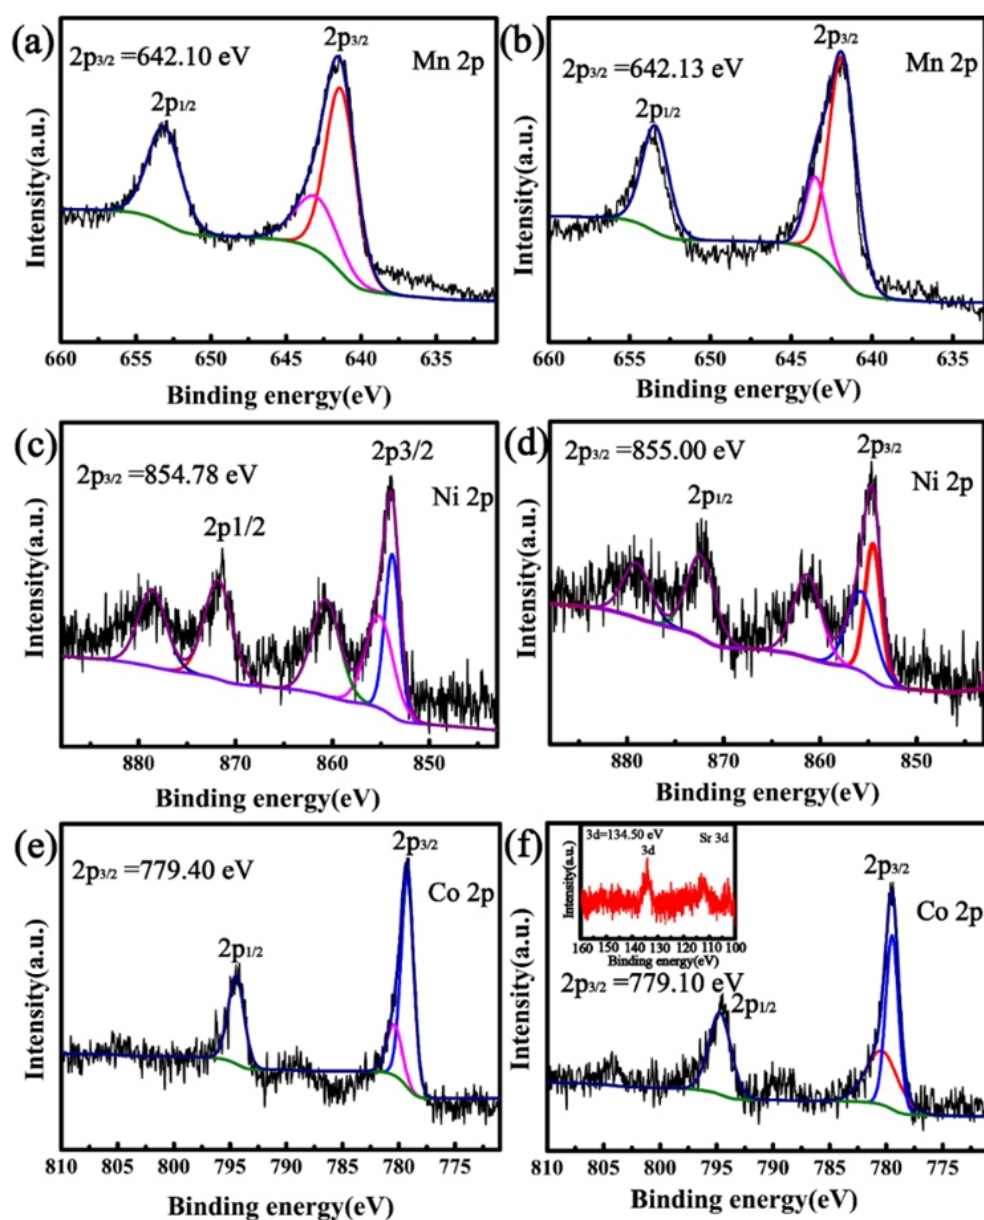 (a)
2p3/2 =642.10 eV
2p3/2
Mn 2p
2p1/2
Intensity(a.u.)
660 655 650 645 640 635
Binding energy(eV)
(b)
2p3/2 =642.13 eV
2p3/2
Mn 2p
2p1/2
Intensity(a.u.)
660 655 650 645 640 635
Binding energy(eV)
(c)
2p3/2
2p3/2 =854.78 eV
Ni 2p
2p1/2
Intensity(a.u.)
880 870 860 850
Binding energy(eV)
(d)
2p3/2
2p3/2 =855.00 eV
Ni 2p
2p1/2
Intensity(a.u.)
880 870 860 850
Binding energy(eV)
(e)
2p3/2
2p3/2 =779.40 eV
Co 2p
2p1/2
Intensity(a.u.)
810 805 800 795 790 785 780 775
Binding energy(eV)
(f)
3d=134.50 eV
Sr 3d
3d
Intensity(a.u.)
160 150 140 130 120 110 100
Binding energy(eV)
2p3/2
Co 2p
2p3/2 =779.10 eV
2p1/2
Intensity(a.u.)
810 805 800 795 790 785 780 775
Binding energy(eV)